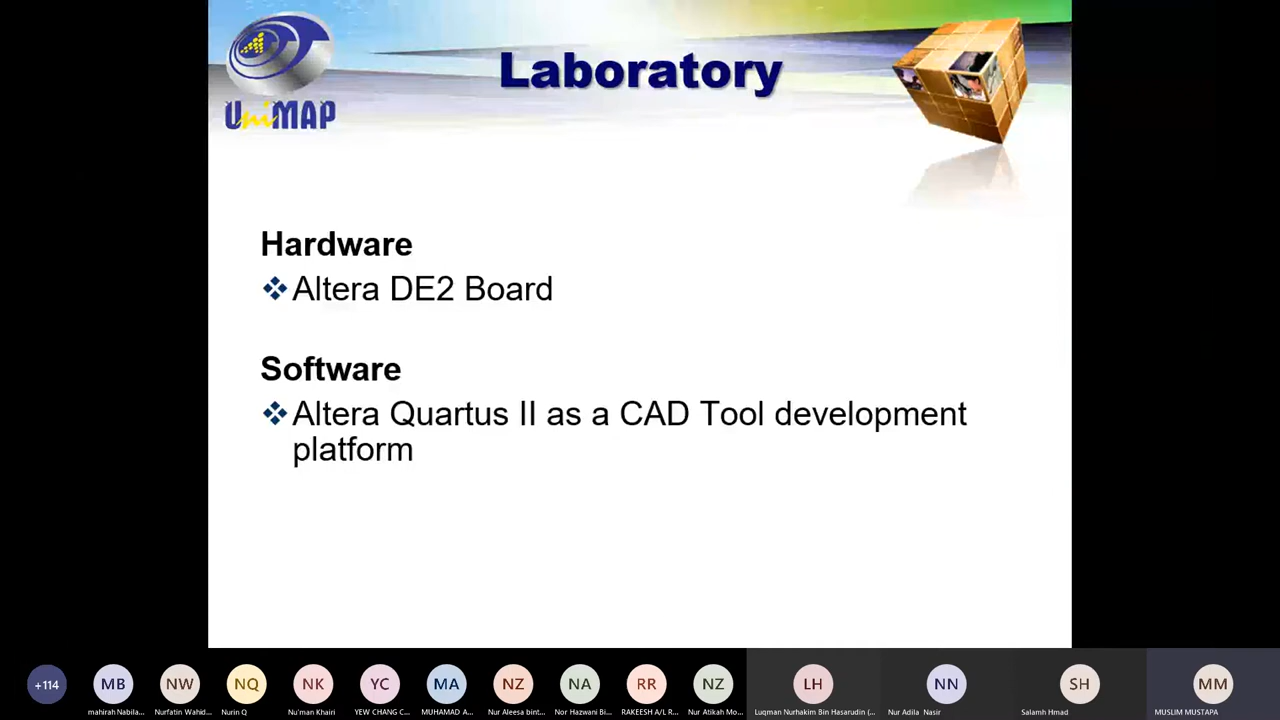 UniMAP
Laboratory
Hardware
Altera DE2 Board
Software
Altera Quartus II as a CAD Tool development
platform
+114
MB
NW
NQ
NK
YC
MA
NZ
NA
RR
NZ
LH
NN
SH
MM
mahirah Nabila...
Nurfatin Wahid...
Nurin Q
Nu'man Khairi
YEW CHANG C...
MUHAMAD A...
Nur Aleesa bint...
Nor Hazwani Bi...
RAKEESH A/L R...
Nur Atikah Mo...
Luqman Nurhakim Bin Hasarudin (...
Nur Adila Nasir
Salamh Hmad
MUSLIM MUSTAPA